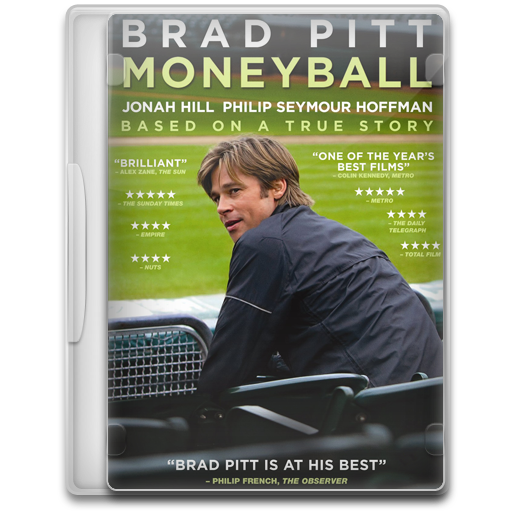 BRAD PITT
MONEYBALL
JONAH HILL PHILIP SEYMOUR HOFFMAN
BASED ON A TRUE STORY
“BRILLIANT”
– ALEX ZANE, THE SUN
★★★★★
– THE SUNDAY TIMES
★★★★
– EMPIRE
★★★★
– NUTS
“ONE OF THE YEAR’S
BEST FILMS”
– COLIN KENNEDY, METRO
★★★★★
– METRO
★★★★
– THE DAILY
TELEGRAPH
★★★★
– TOTAL FILM
“BRAD PITT IS AT HIS BEST”
– PHILIP FRENCH, THE OBSERVER